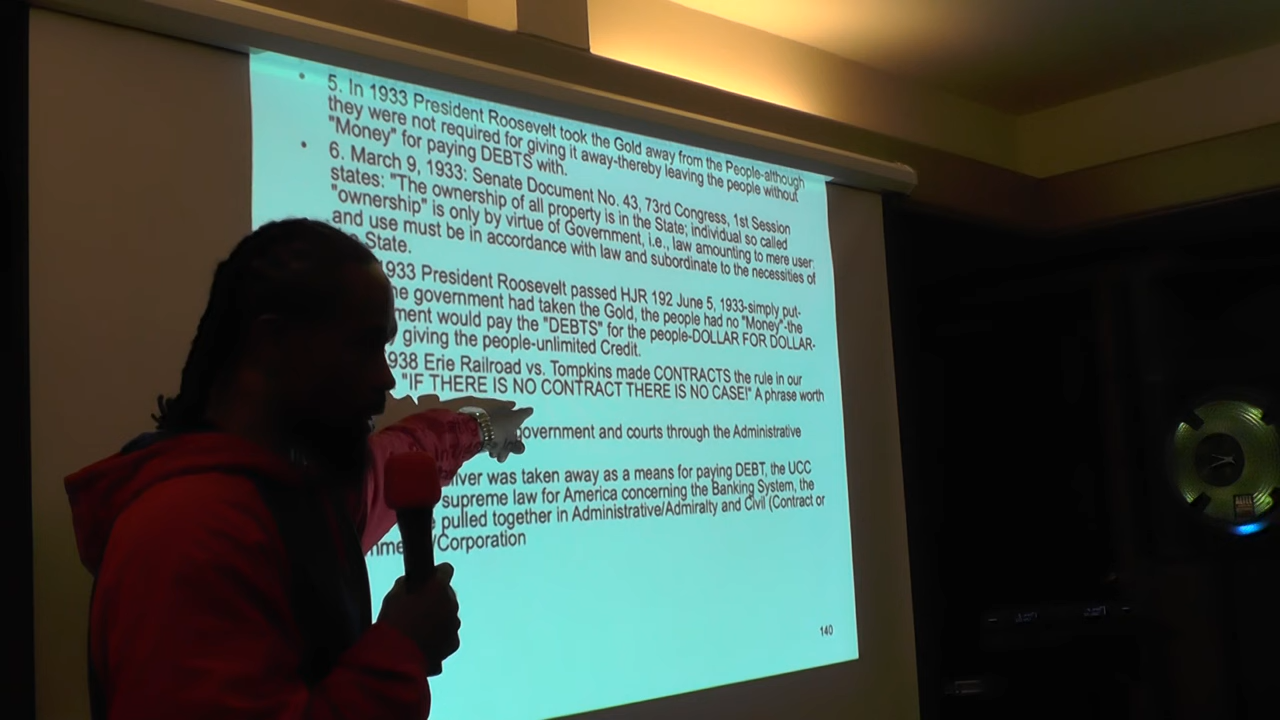 • 5. In 1933 President Roosevelt took the Gold away from the People-although
they were not required for giving it away-thereby leaving the people without
"Money" for paying DEBTS with.
• 6. March 9, 1933: Senate Document No. 43, 73rd Congress, 1st Session
states: "The ownership of all property is in the State; individual so called
"ownership" is only by virtue of Government, i.e., law amounting to mere user;
and use must be in accordance with law and subordinate to the necessities of
State.
933 President Roosevelt passed HJR 192 June 5, 1933-simply put-
he government had taken the Gold, the people had no "Money"-the
ment would pay the "DEBTS" for the people-DOLLAR FOR DOLLAR-
giving the people-unlimited Credit.
938 Erie Railroad vs. Tompkins made CONTRACTS the rule in our
"IF THERE IS NO CONTRACT THERE IS NO CASE!" A phrase worth
government and courts through the Administrative
lver was taken away as a means for paying DEBT, the UCC
supreme law for America concerning the Banking System, the
pulled together in Administrative/Admiralty and Civil (Contract or
/Corporation
140